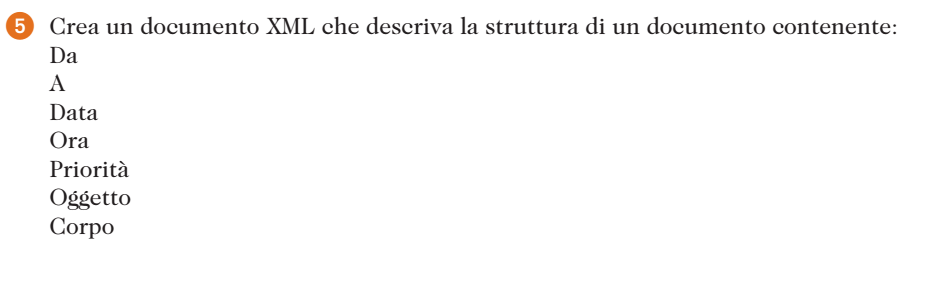 5 Crea un documento XML che descriva la struttura di un documento contenente:
Da
A
Data
Ora
Priorità
Oggetto
Corpo